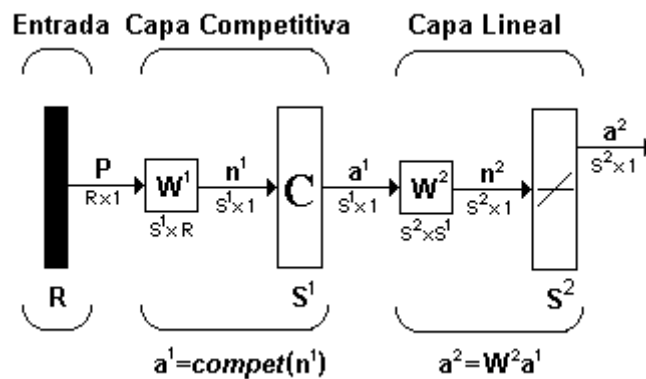 Entrada Capa Competitiva Capa Lineal
P n¹ a¹ n² a²
W¹ C W²
R×1 S¹×1 S¹×1 S²×1 S²×1
S¹×R S²×S¹
R S¹ S²
a¹=compet(n¹) a²=W²a¹